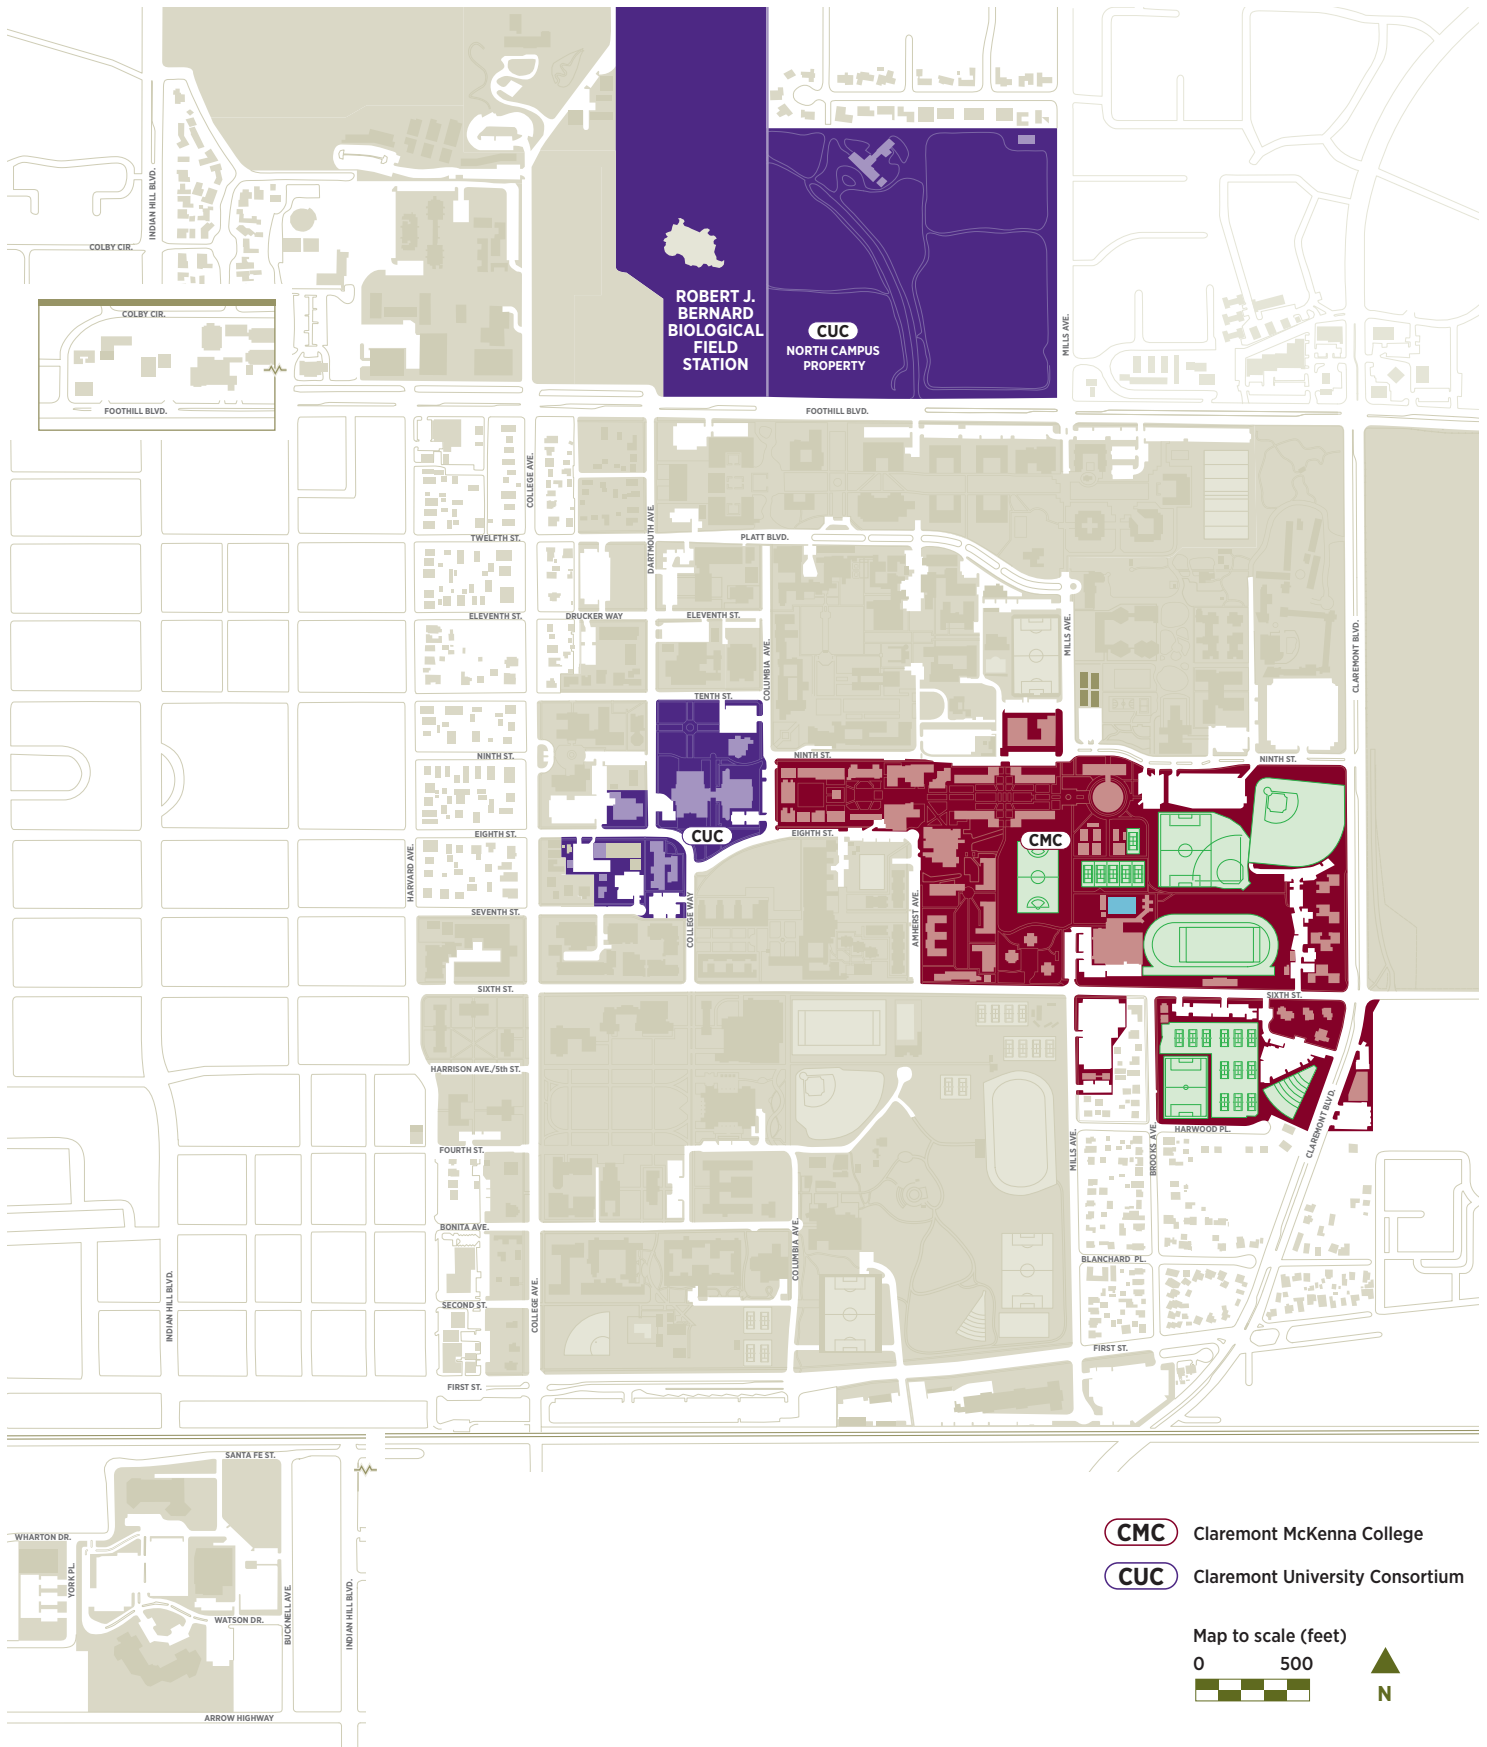 INDIAN HILL BLVD.
COLBY CIR.
COLBY CIR.
FOOTHILL BLVD.
ROBERT J.
BERNARD
BIOLOGICAL
FIELD
STATION
CUC
NORTH CAMPUS
PROPERTY
MILLS AVE.
FOOTHILL BLVD.
COLLEGE AVE.
DARTMOUTH AVE.
TWELFTH ST.
PLATT BLVD.
ELEVENTH ST.
DRUCKER WAY
ELEVENTH ST.
COLUMBIA AVE.
MILLS AVE.
CLAREMONT BLVD.
TENTH ST.
NINTH ST.
NINTH ST.
NINTH ST.
EIGHTH ST.
CUC
EIGHTH ST.
CMC
HARVARD AVE.
SEVENTH ST.
COLLEGE WAY
AMHERST AVE.
SIXTH ST.
SIXTH ST.
HARRISON AVE./5th ST.
FOURTH ST.
MILLS AVE.
BROOKS AVE.
HARWOOD PL.
CLAREMONT BLVD.
BONITA AVE.
COLUMBIA AVE.
BLANCHARD PL.
INDIAN HILL BLVD.
SECOND ST.
COLLEGE AVE.
FIRST ST.
FIRST ST.
SANTA FE ST.
WHARTON DR.
YORK PL.
WATSON DR.
BUCKNELL AVE.
INDIAN HILL BLVD.
ARROW HIGHWAY
CMC Claremont McKenna College
CUC Claremont University Consortium
Map to scale (feet)
0 500
N